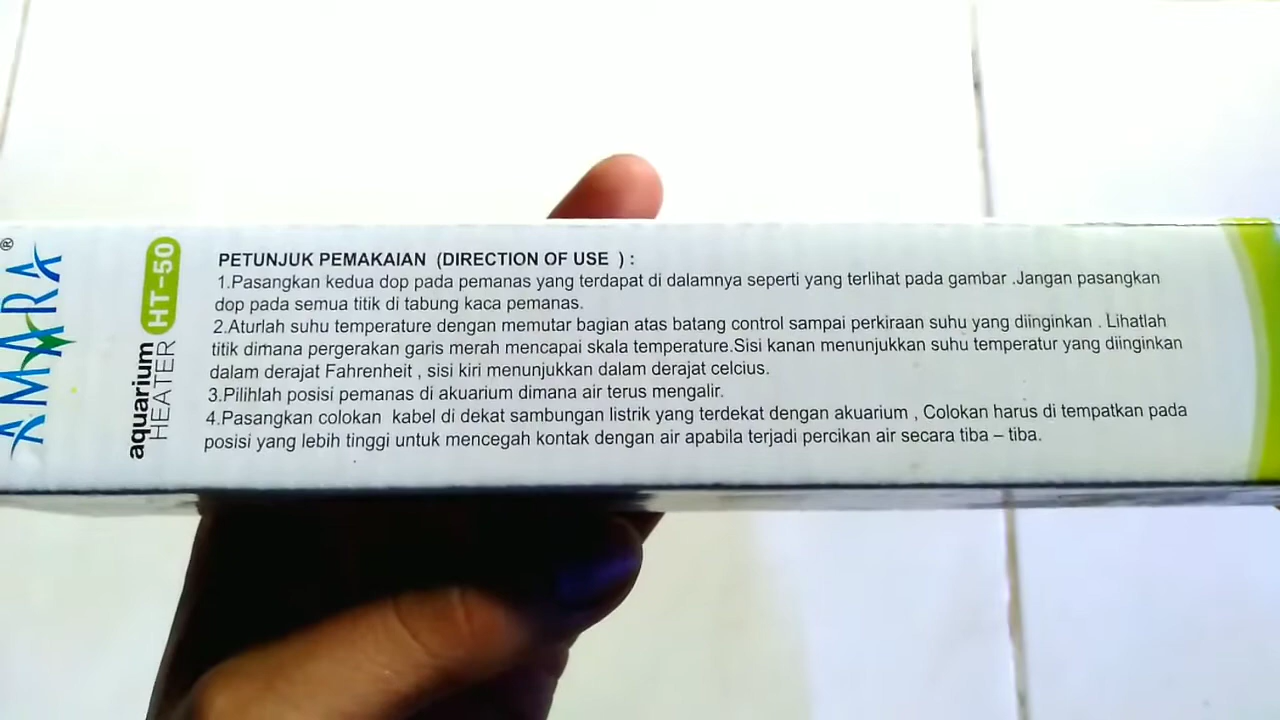 AMARA®
aquarium
HEATER HT-50
PETUNJUK PEMAKAIAN (DIRECTION OF USE ) :
1.Pasangkan kedua dop pada pemanas yang terdapat di dalamnya seperti yang terlihat pada gambar .Jangan pasangkan
dop pada semua titik di tabung kaca pemanas.
2.Aturlah suhu temperature dengan memutar bagian atas batang control sampai perkiraan suhu yang diinginkan . Lihatlah
titik dimana pergerakan garis merah mencapai skala temperature.Sisi kanan menunjukkan suhu temperatur yang diinginkan
dalam derajat Fahrenheit , sisi kiri menunjukkan dalam derajat celcius.
3.Pilihlah posisi pemanas di akuarium dimana air terus mengalir.
4.Pasangkan colokan kabel di dekat sambungan listrik yang terdekat dengan akuarium , Colokan harus di tempatkan pada
posisi yang lebih tinggi untuk mencegah kontak dengan air apabila terjadi percikan air secara tiba – tiba.